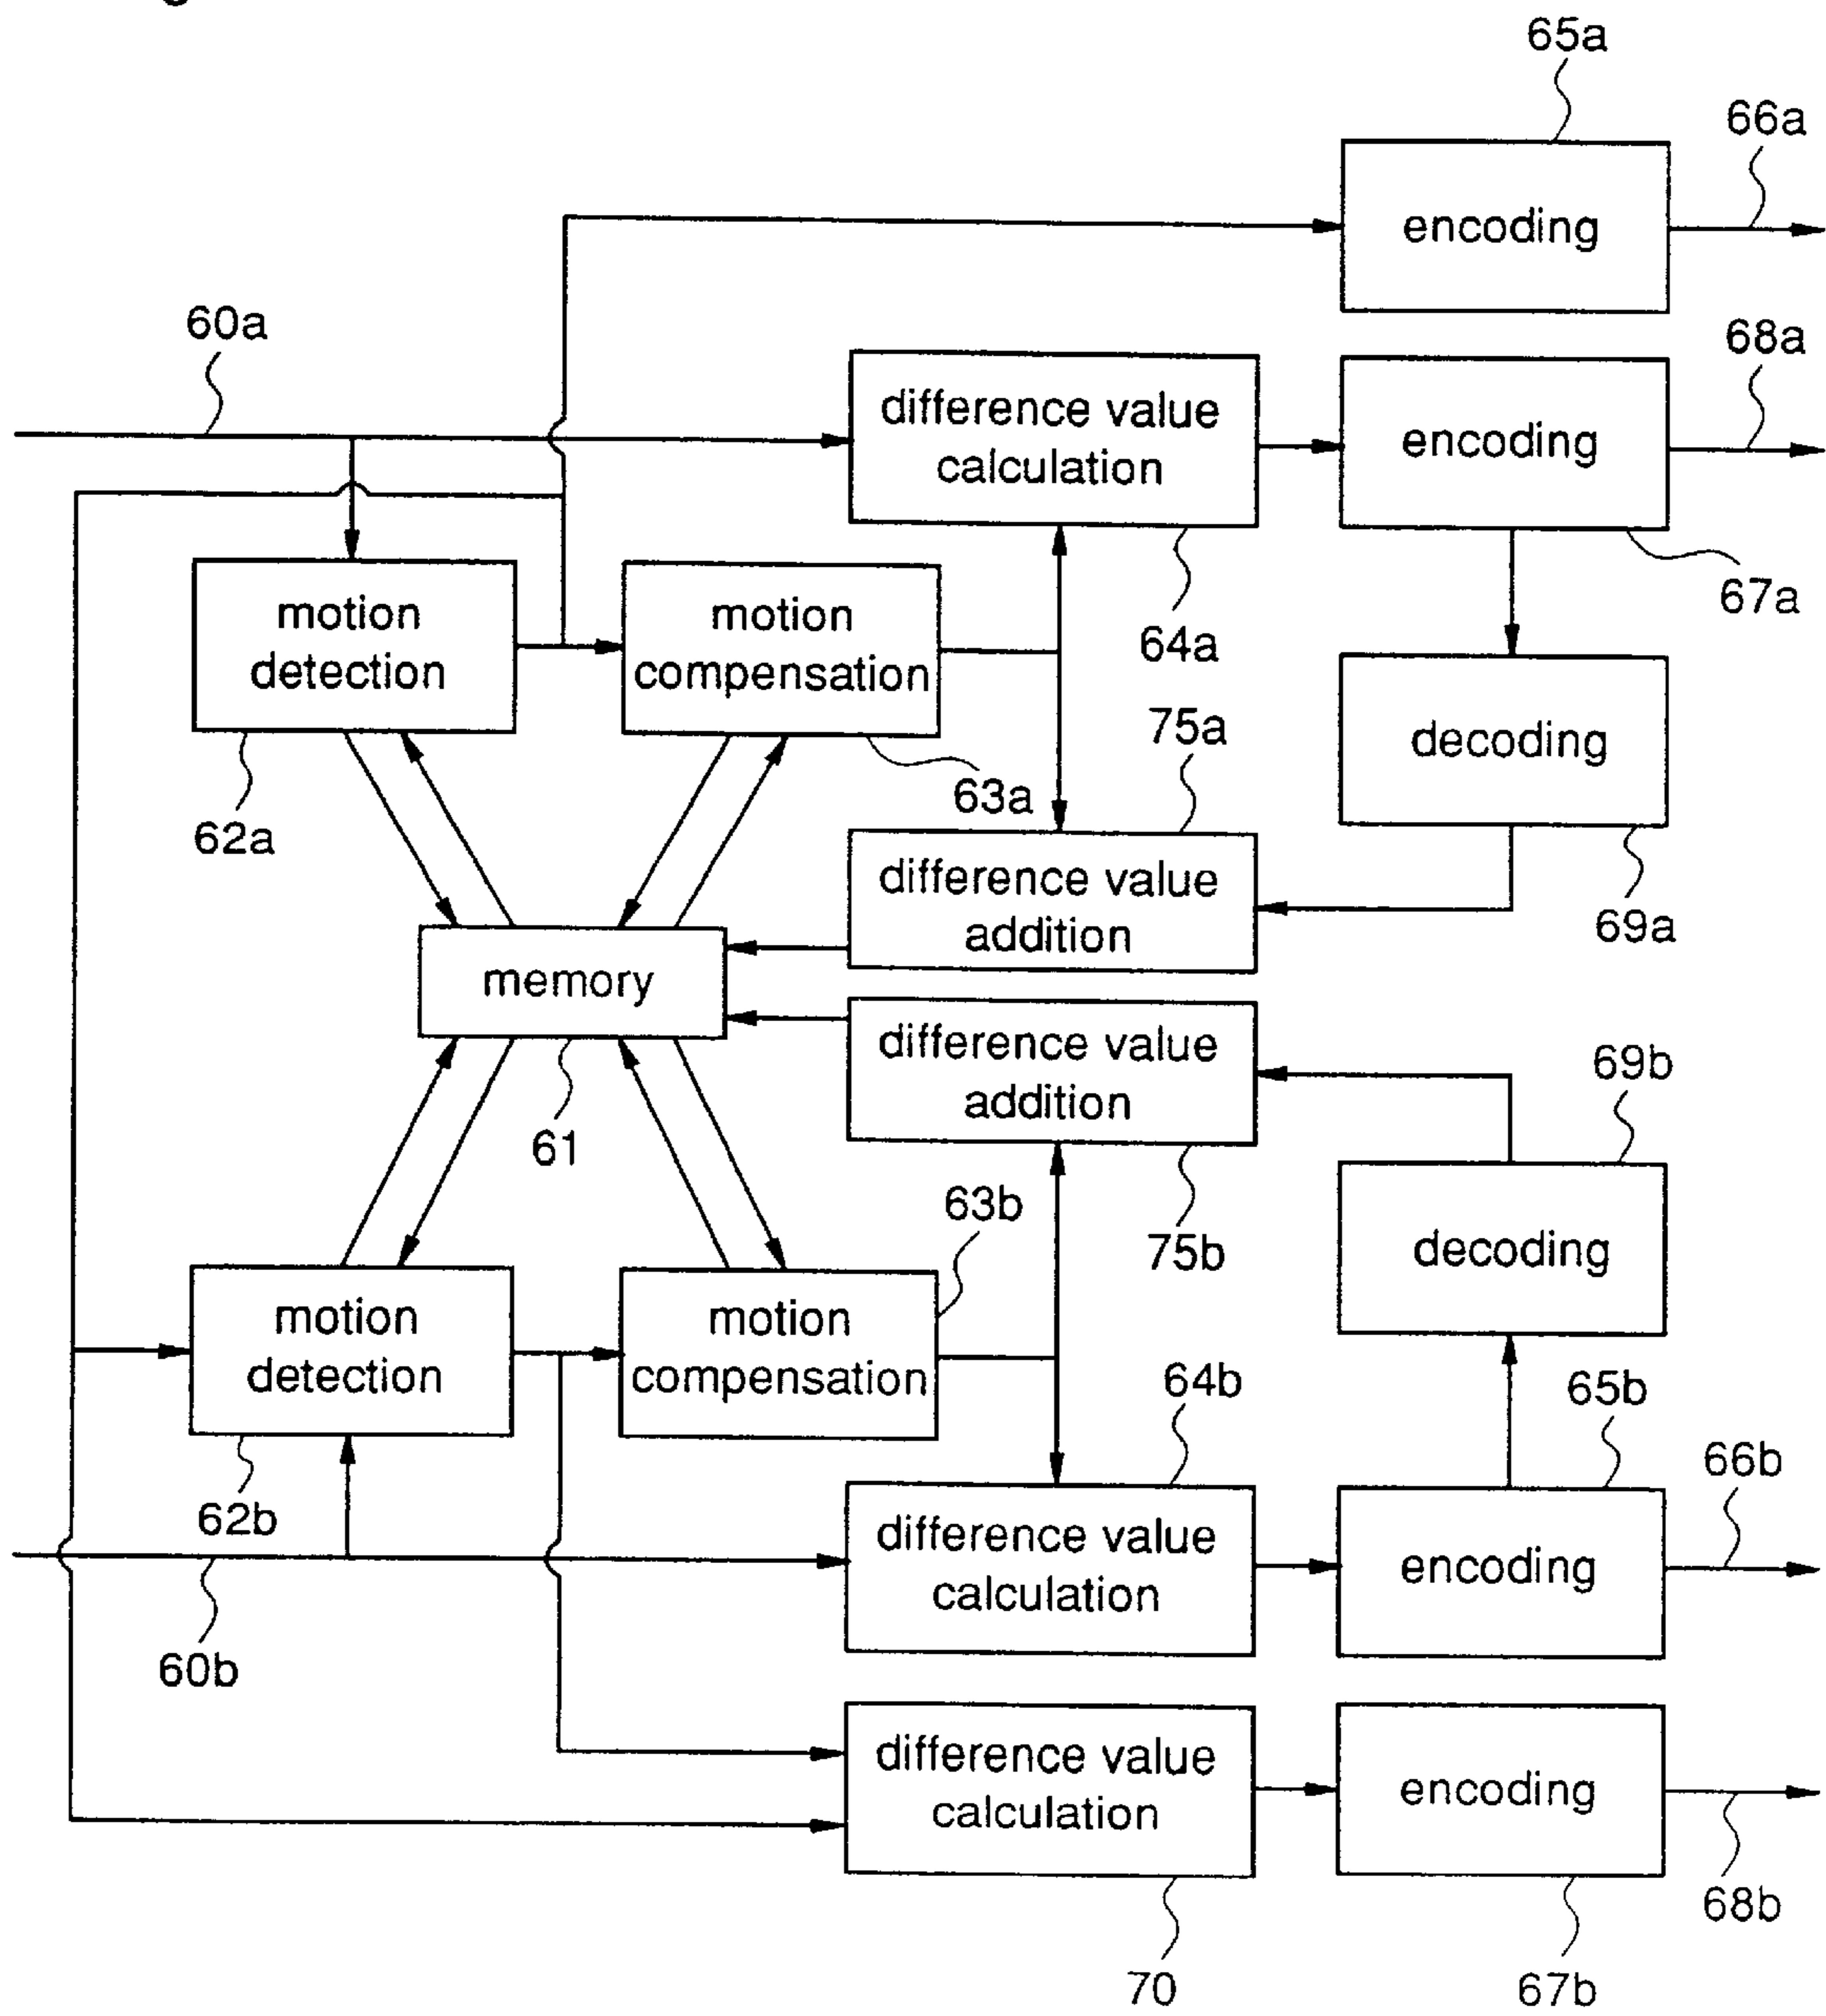 65a
66a
encoding
60a
68a
difference value
calculation
encoding
67a
motion
detection
motion
compensation
64a
75a
decoding
63a
62a
difference value
addition
69a
memory
difference value
addition
69b
61
63b
75b
decoding
motion
detection
motion
compensation
64b
65b
66b
62b
difference value
calculation
encoding
60b
difference value
calculation
encoding
68b
70
67b